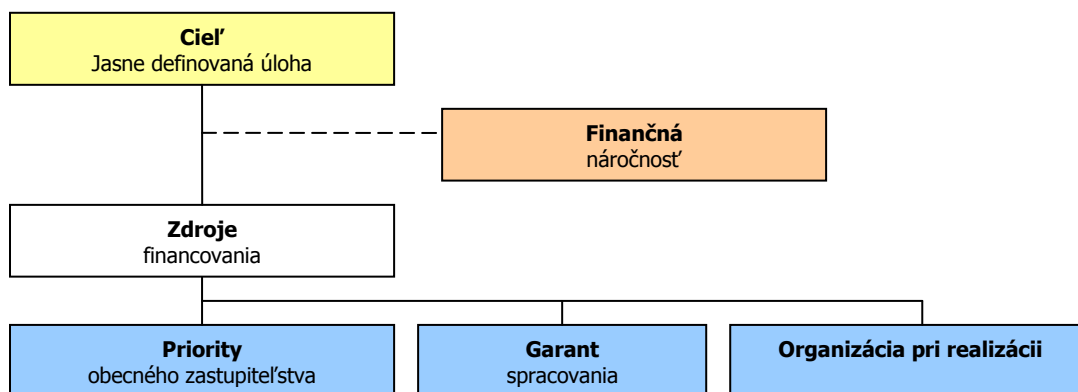 Cieľ
Jasne definovaná úloha
Finančná
náročnosť
Zdroje
financovania
Priority
obecného zastupiteľstva
Garant
spracovania
Organizácia pri realizácii